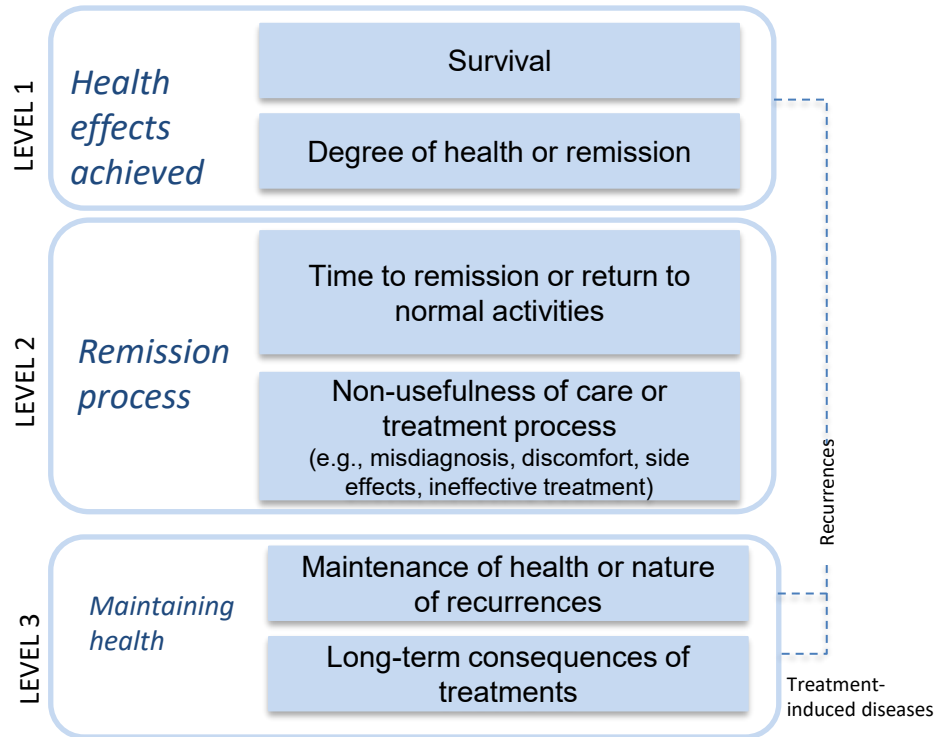 LEVEL 1
Health
effects
achieved
Survival
Degree of health or remission
LEVEL 2
Remission
process
Time to remission or return to
normal activities
Non-usefulness of care or
treatment process
(e.g., misdiagnosis, discomfort, side
effects, ineffective treatment)
Recurrences
LEVEL 3
Maintaining
health
Maintenance of health or nature
of recurrences
Long-term consequences of
treatments
Treatment-
induced diseases